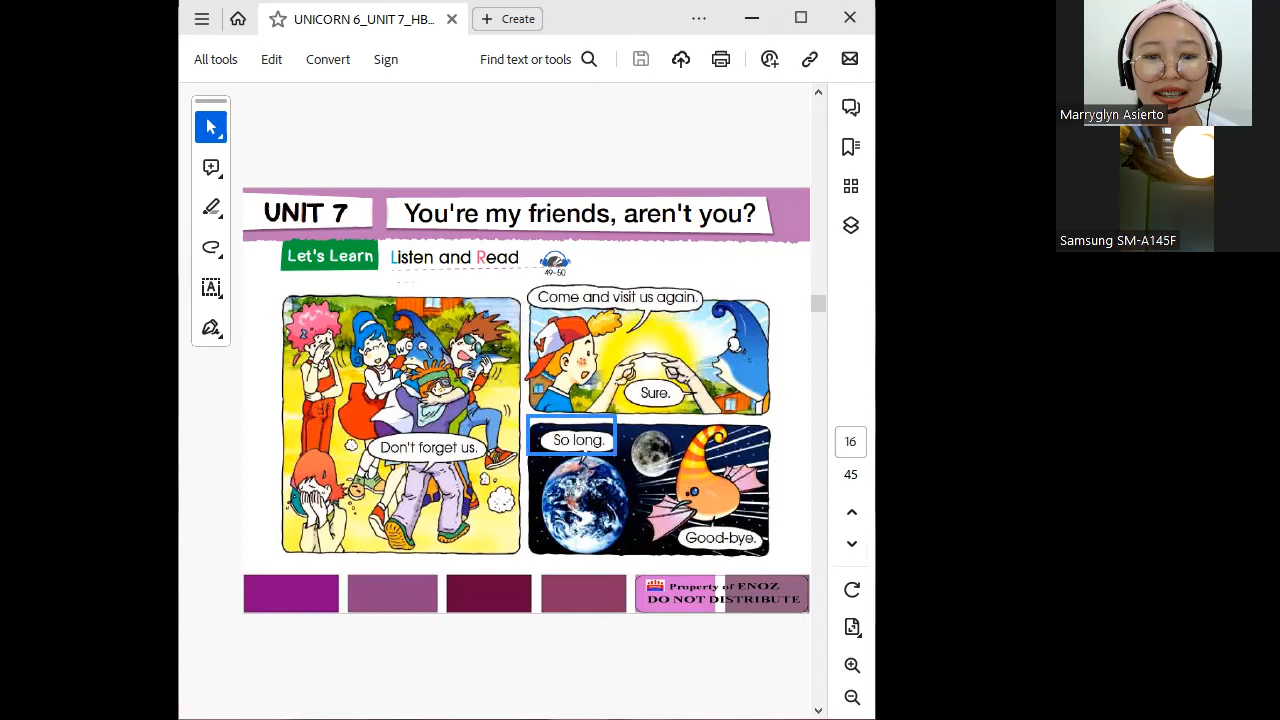 UNICORN 6_UNIT 7_HB...
Create
All tools
Edit
Convert
Sign
Find text or tools
UNIT 7
You're my friends, aren't you?
Let's Learn
Listen and Read
49-50
Come and visit us again.
Sure.
Don't forget us.
So long.
Good-bye.
Property of ENOZ
DO NOT DISTRIBUTE
16
45
Marryglyn Asierto
Samsung SM-A145F